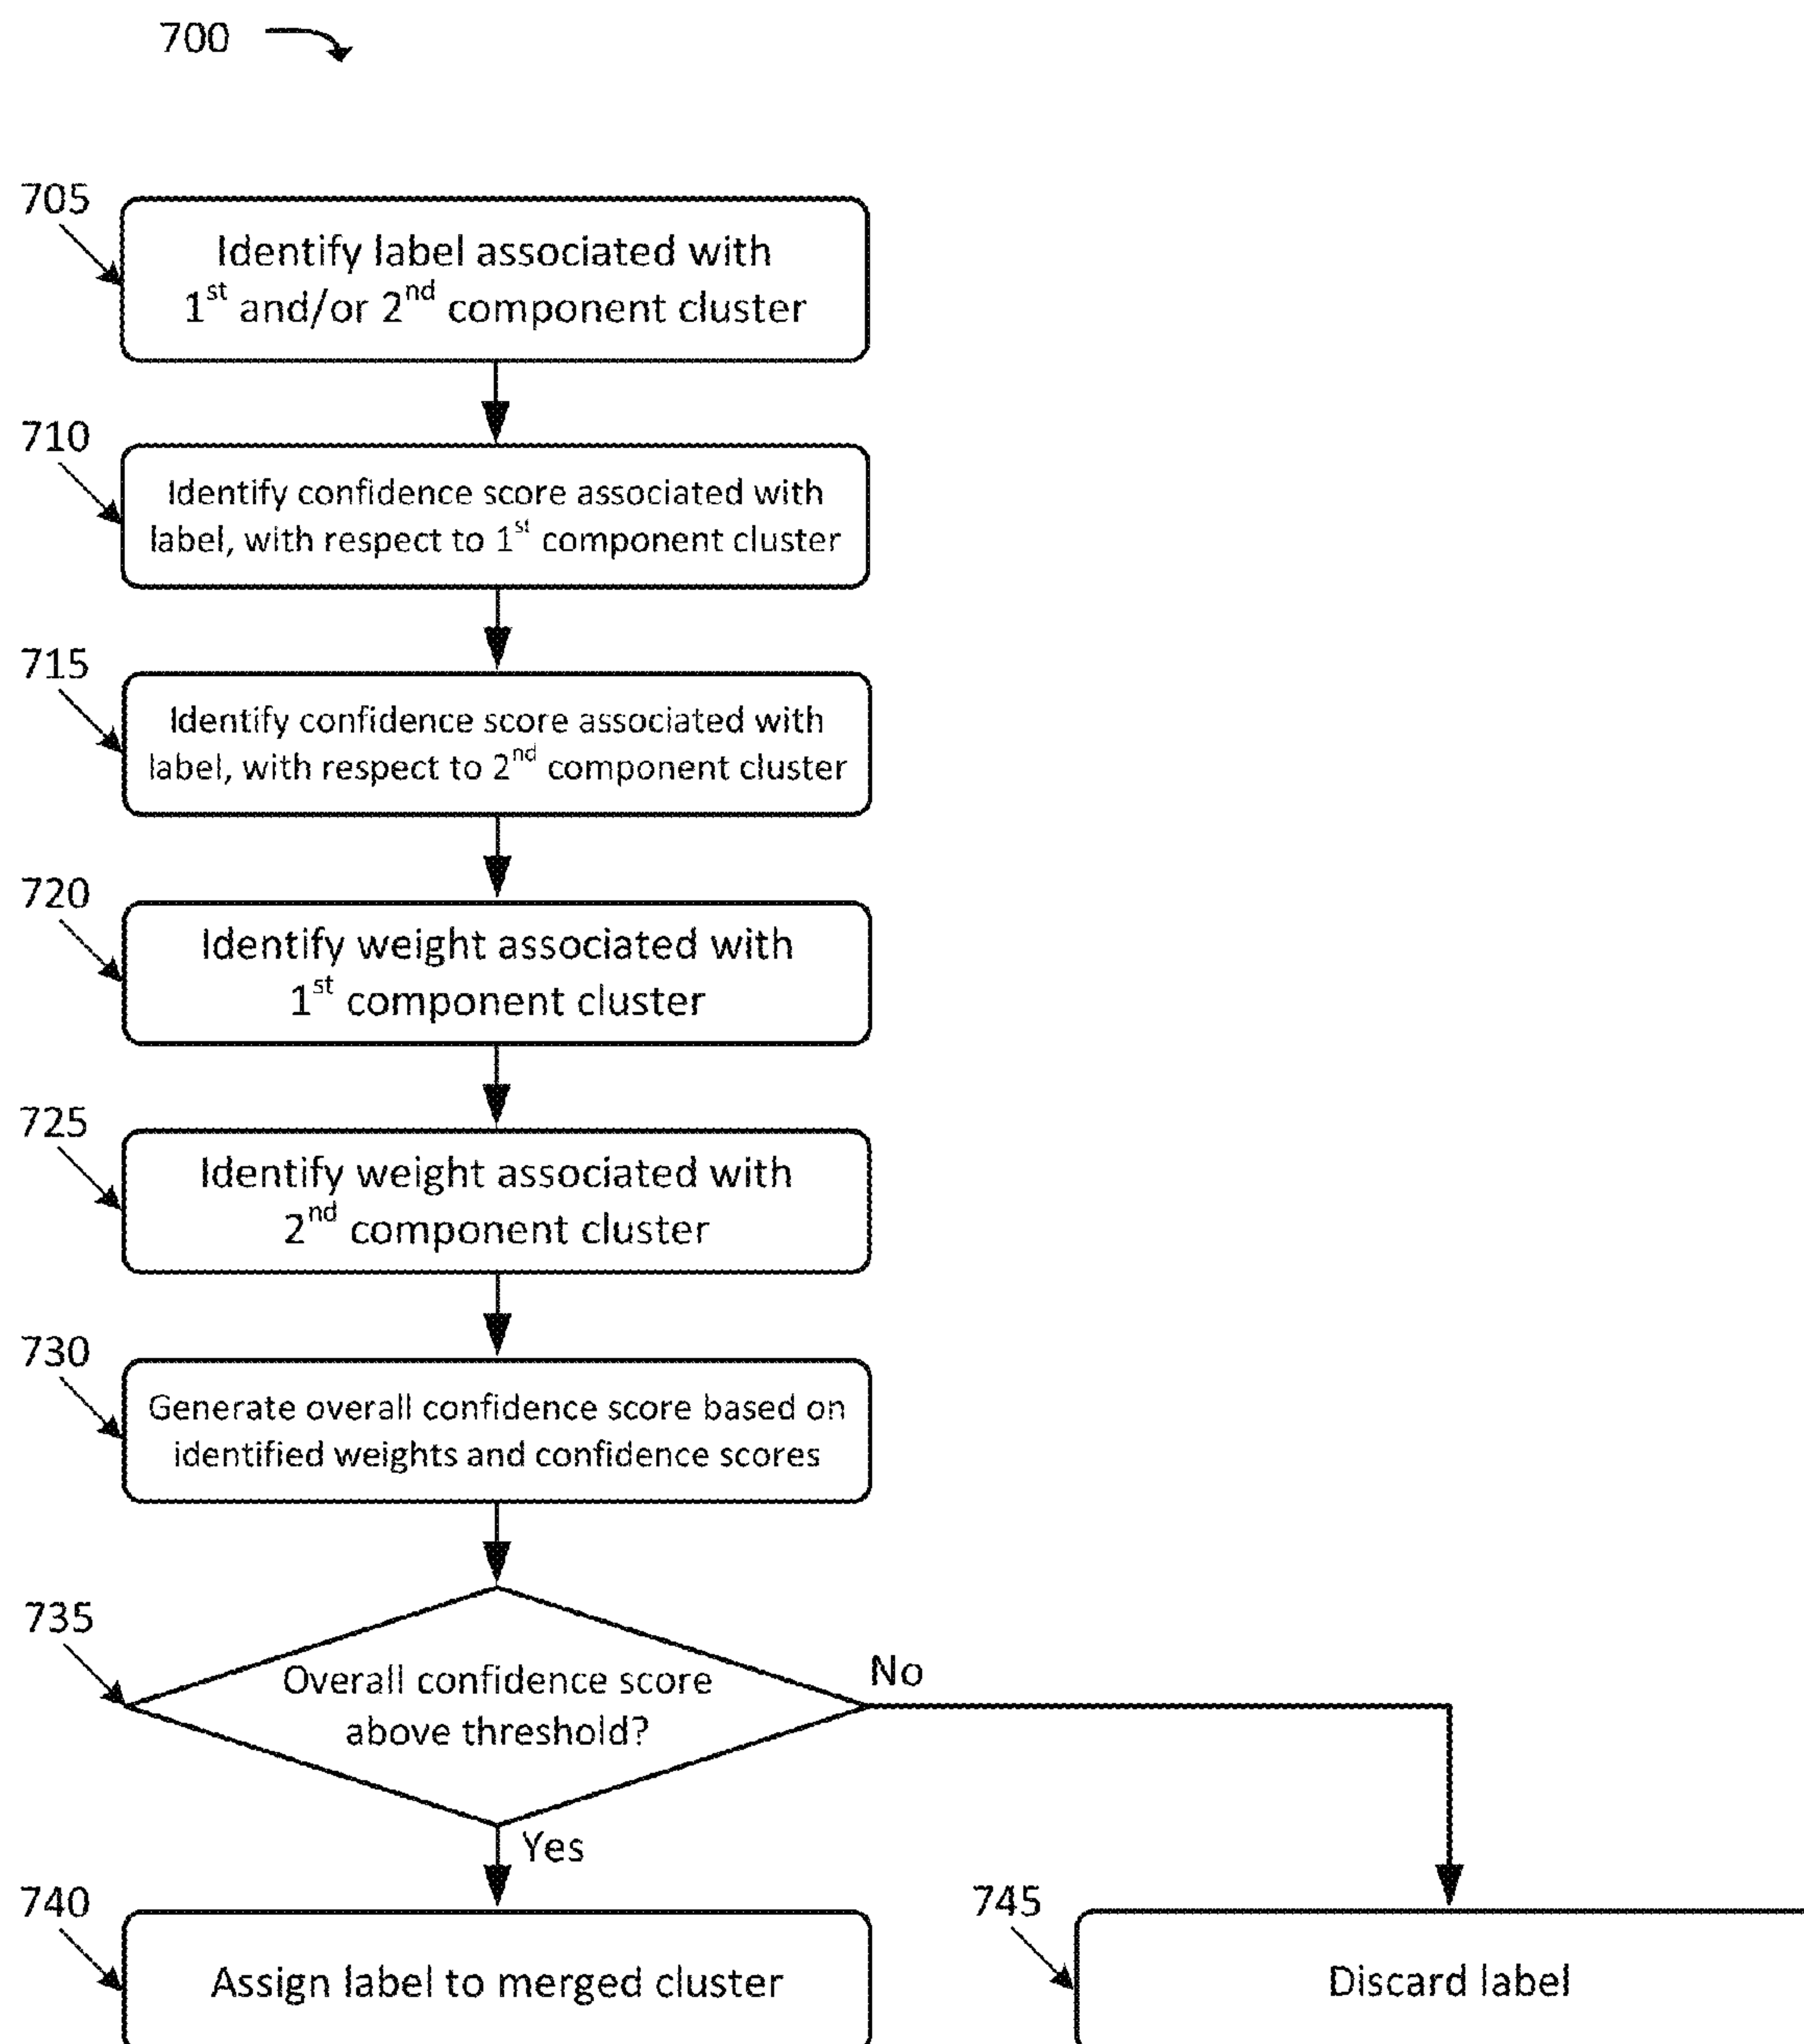 700
705
Identify label associated with
1st and/or 2nd component cluster
710
Identify confidence score associated with
label, with respect to 1st component cluster
715
Identify confidence score associated with
label, with respect to 2nd component cluster
720
Identify weight associated with
1st component cluster
725
Identify weight associated with
2nd component cluster
730
Generate overall confidence score based on
identified weights and confidence scores
735
Overall confidence score
above threshold?
No
Yes
740
Assign label to merged cluster
745
Discard label